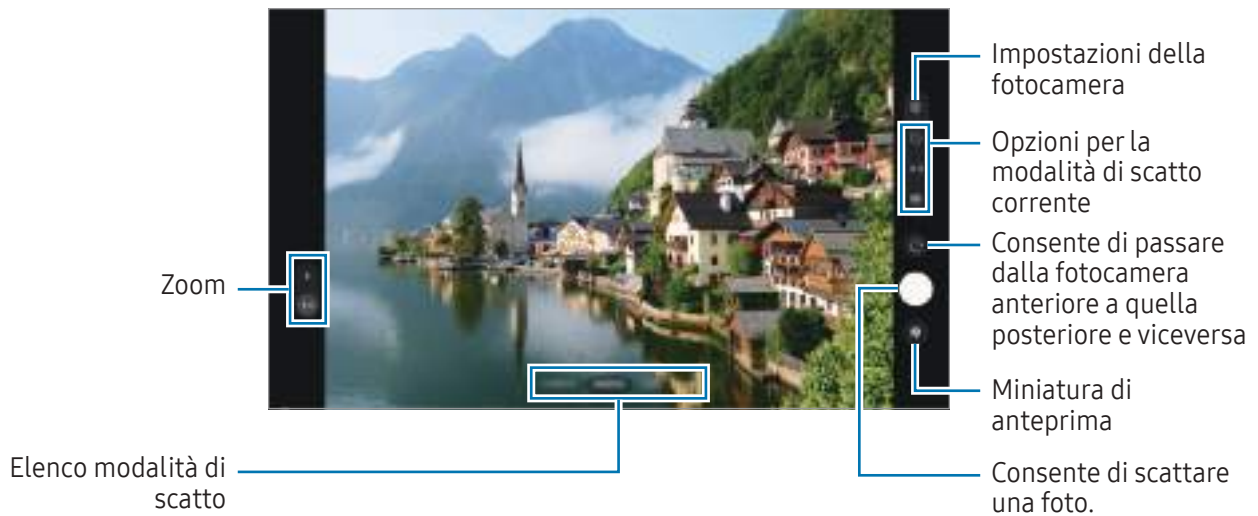 Impostazioni della
fotocamera
Opzioni per la
modalità di scatto
corrente
Consente di passare
dalla fotocamera
anteriore a quella
posteriore e viceversa
Zoom
Miniatura di
anteprima
Elenco modalità di
scatto
Consente di scattare
una foto.